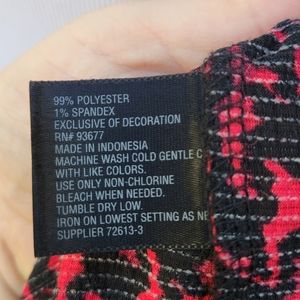 99% POLYESTER
1% SPANDEX
EXCLUSIVE OF DECORATION
RN# 93677
MADE IN INDONESIA
MACHINE WASH COLD GENTLE C
WITH LIKE COLORS.
USE ONLY NON-CHLORINE
BLEACH WHEN NEEDED.
TUMBLE DRY LOW.
IRON ON LOWEST SETTING AS NE
SUPPLIER 72613-3